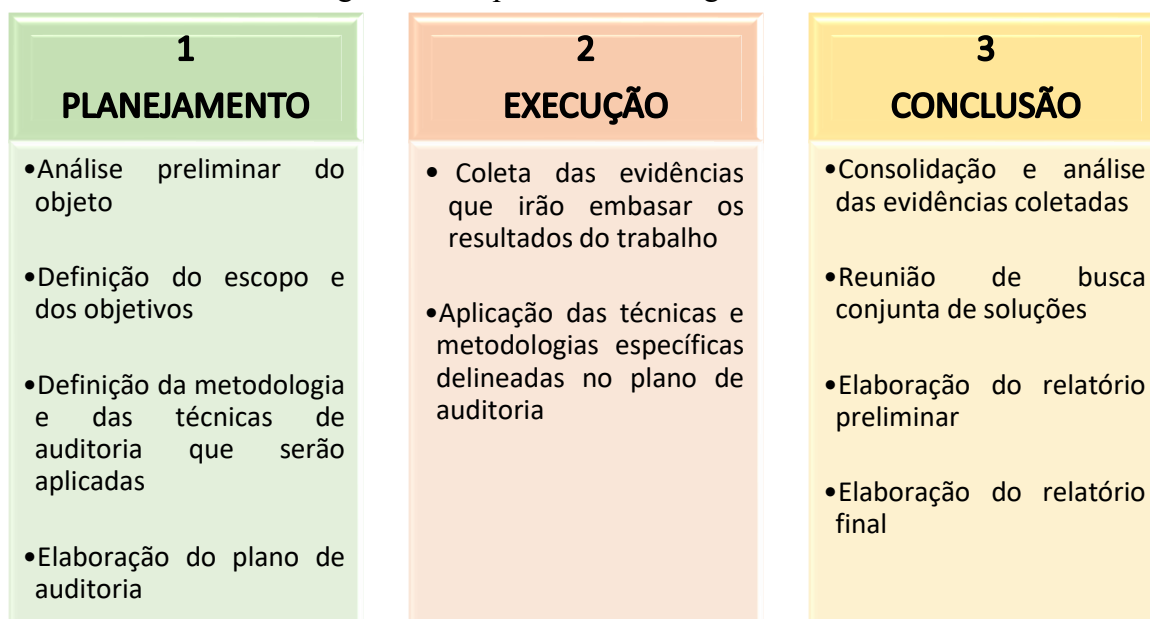 1
PLANEJAMENTO
•Análise preliminar do
objeto
•Definição do escopo e
dos objetivos
•Definição da metodologia
e das técnicas de
auditoria que serão
aplicadas
•Elaboração do plano de
auditoria
2
EXECUÇÃO
• Coleta das evidências
que irão embasar os
resultados do trabalho
•Aplicação das técnicas e
metodologias específicas
delineadas no plano de
auditoria
3
CONCLUSÃO
•Consolidação e análise
das evidências coletadas
•Reunião de busca
conjunta de soluções
•Elaboração do relatório
preliminar
•Elaboração do relatório
final